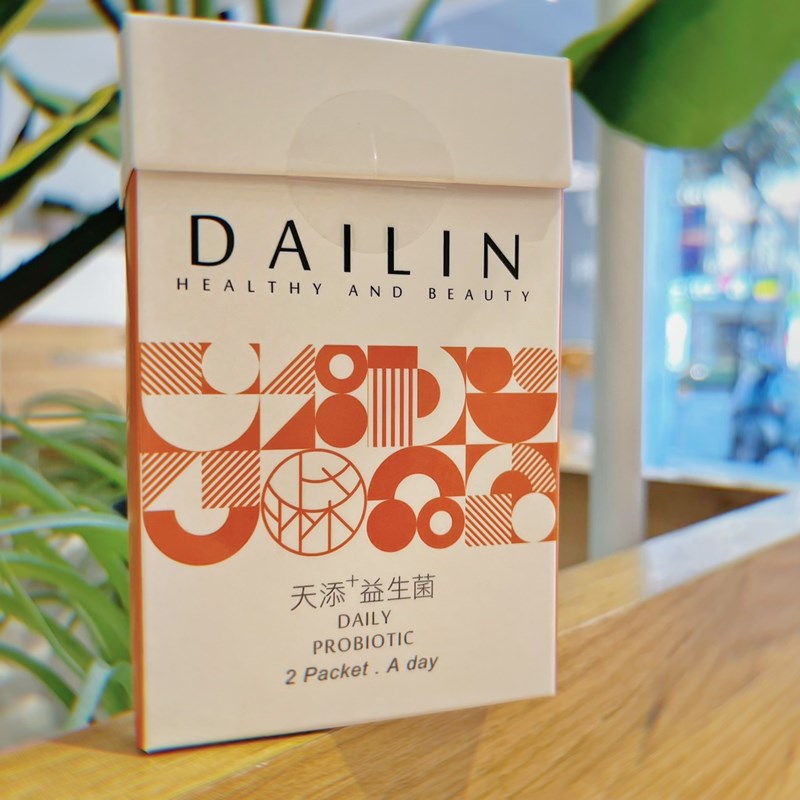 DAILIN
HEALTHY AND BEAUTY
天添+益生菌
DAILY
PROBIOTIC
2 Packet . A day